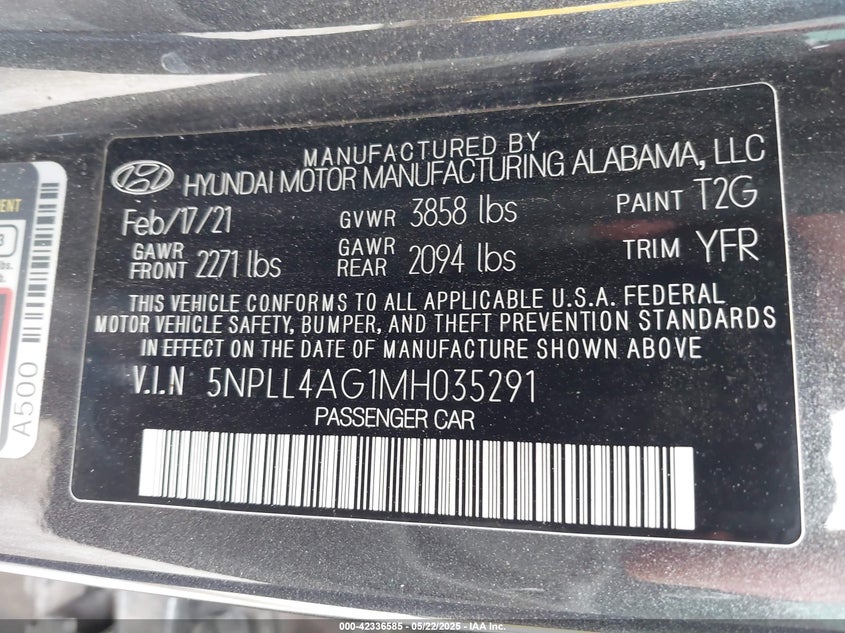 MANUFACTURED BY
HYUNDAI MOTOR MANUFACTURING ALABAMA, LLC
Feb/17/21 GVWR 3858 lbs PAINT T2G
GAWR FRONT 2271 lbs GAWR REAR 2094 lbs TRIM YFR
THIS VEHICLE CONFORMS TO ALL APPLICABLE U.S.A. FEDERAL
MOTOR VEHICLE SAFETY, BUMPER, AND THEFT PREVENTION STANDARDS
IN EFFECT ON THE DATE OF MANUFACTURE SHOWN ABOVE
V.I.N 5NPLL4AG1MH035291
PASSENGER CAR
A500
000-42336585 - 05/22/2025 - IAA Inc.